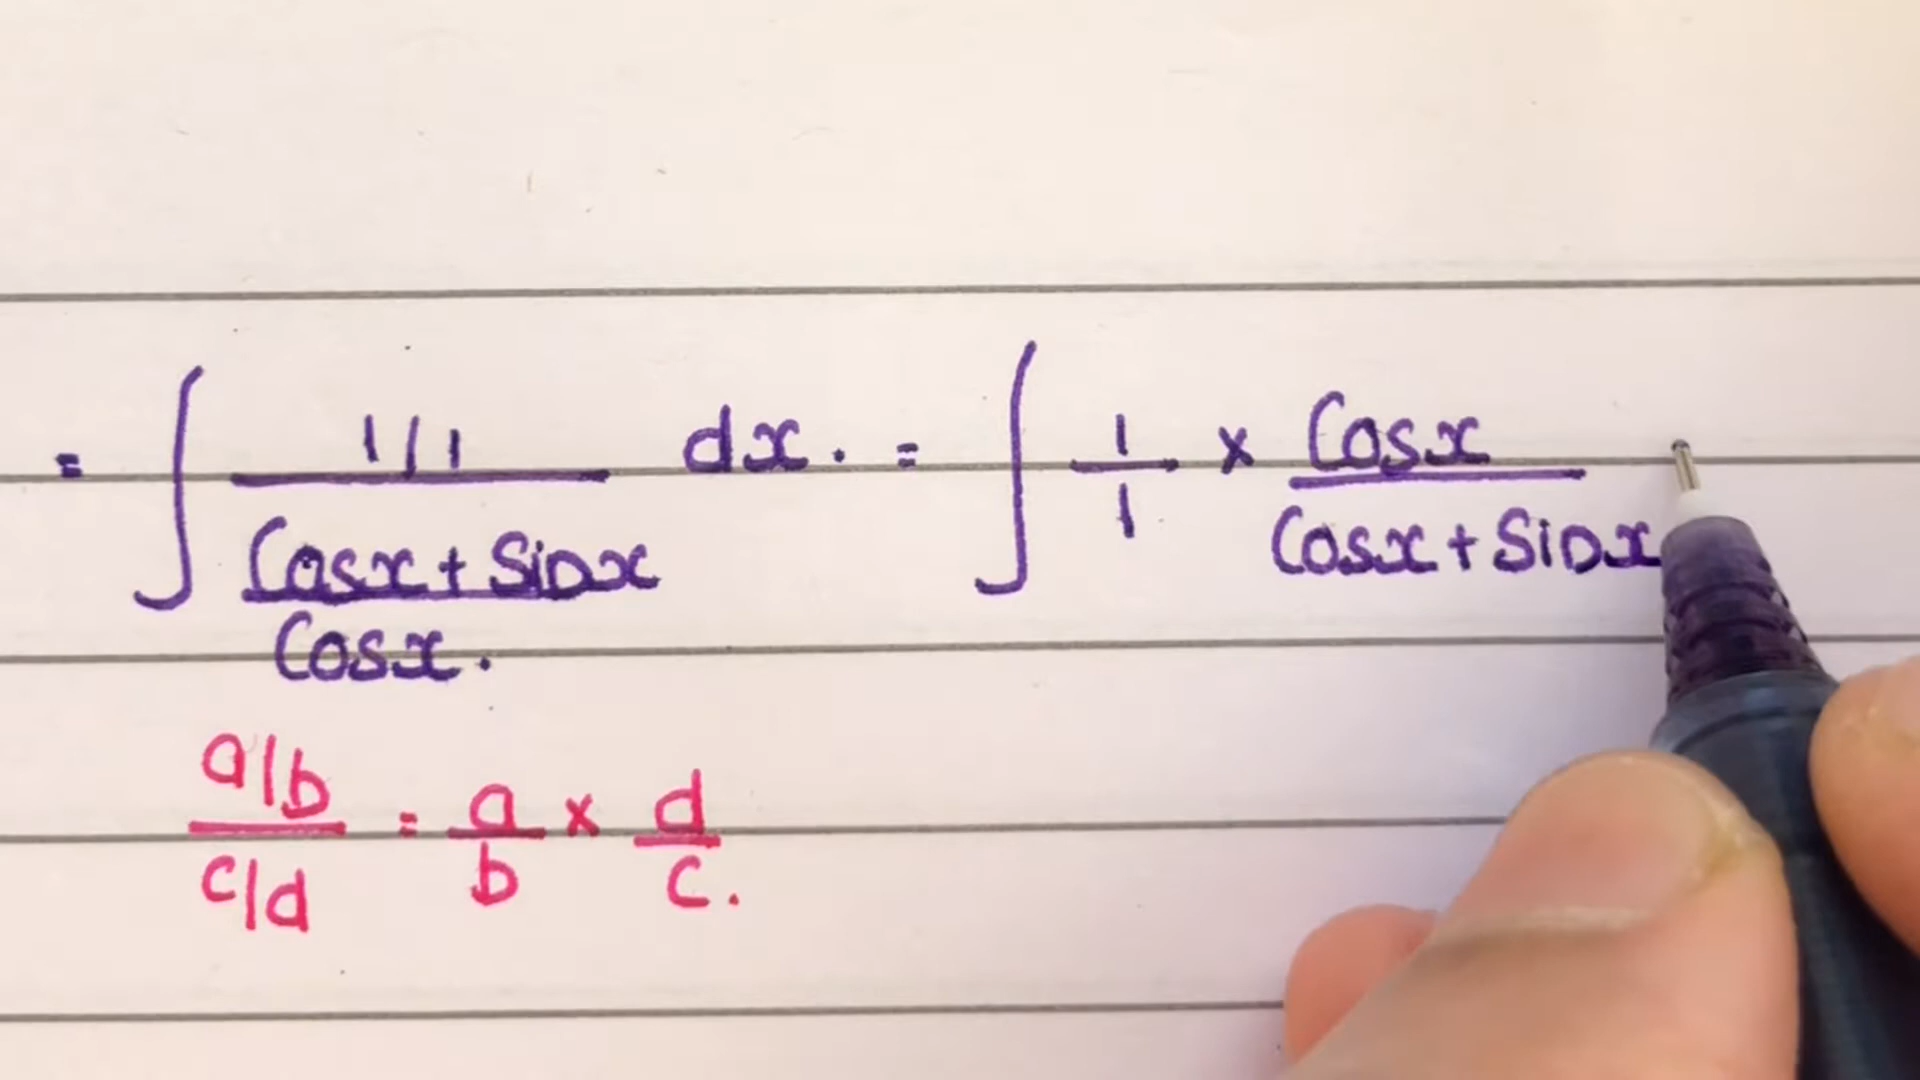 = ∫ 1/1 / (Cosx + Sinx / Cosx.) dx. = ∫ 1/1 × Cosx / Cosx + Sinx
a/b / c/d = a/b × d/c.